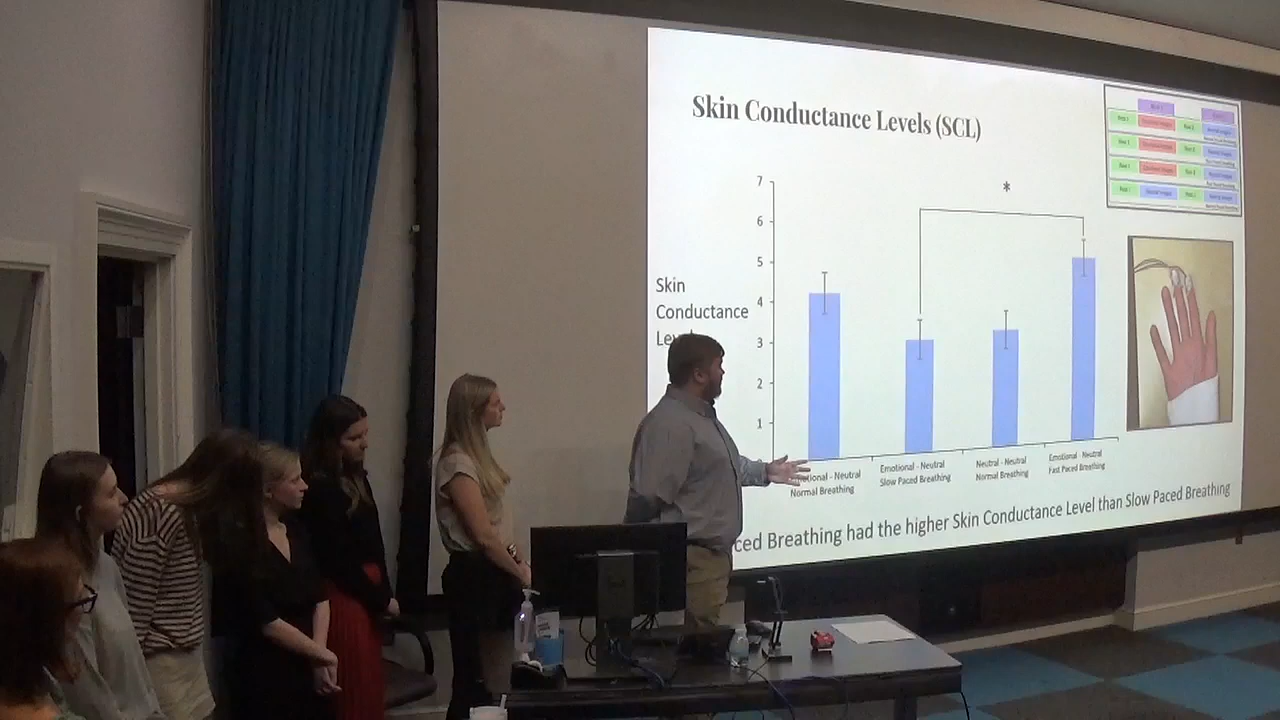 Skin Conductance Levels (SCL)
*
7
6
5
4
3
2
1
Skin
Conductance
- Neutral
Normal Breathing
Emotional - Neutral
Slow Paced Breathing
Neutral - Neutral
Normal Breathing
Emotional - Neutral
Fast Paced Breathing
Breathing had the higher Skin Conductance Level than Slow Paced Breathing